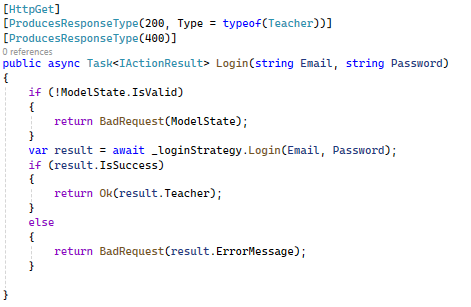 [HttpGet]
[ProducesResponseType(200, Type = typeof(Teacher))]
[ProducesResponseType(400)]
0 references
public async Task<IActionResult> Login(string Email, string Password)
{
    if (!ModelState.IsValid)
    {
        return BadRequest(ModelState);
    }
    var result = await _loginStrategy.Login(Email, Password);
    if (result.IsSuccess)
    {
        return Ok(result.Teacher);
    }
    else
    {
        return BadRequest(result.ErrorMessage);
    }
}